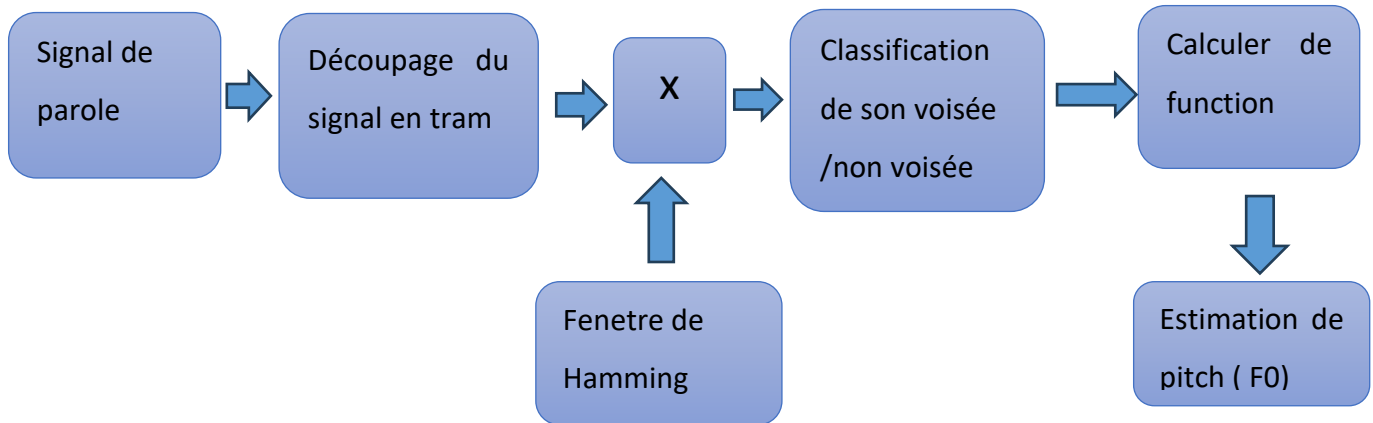 Signal de
parole
Découpage du
signal en tram
X
Classification
de son voisée
/non voisée
Calculer de
function
Fenetre de
Hamming
Estimation de
pitch ( F0)